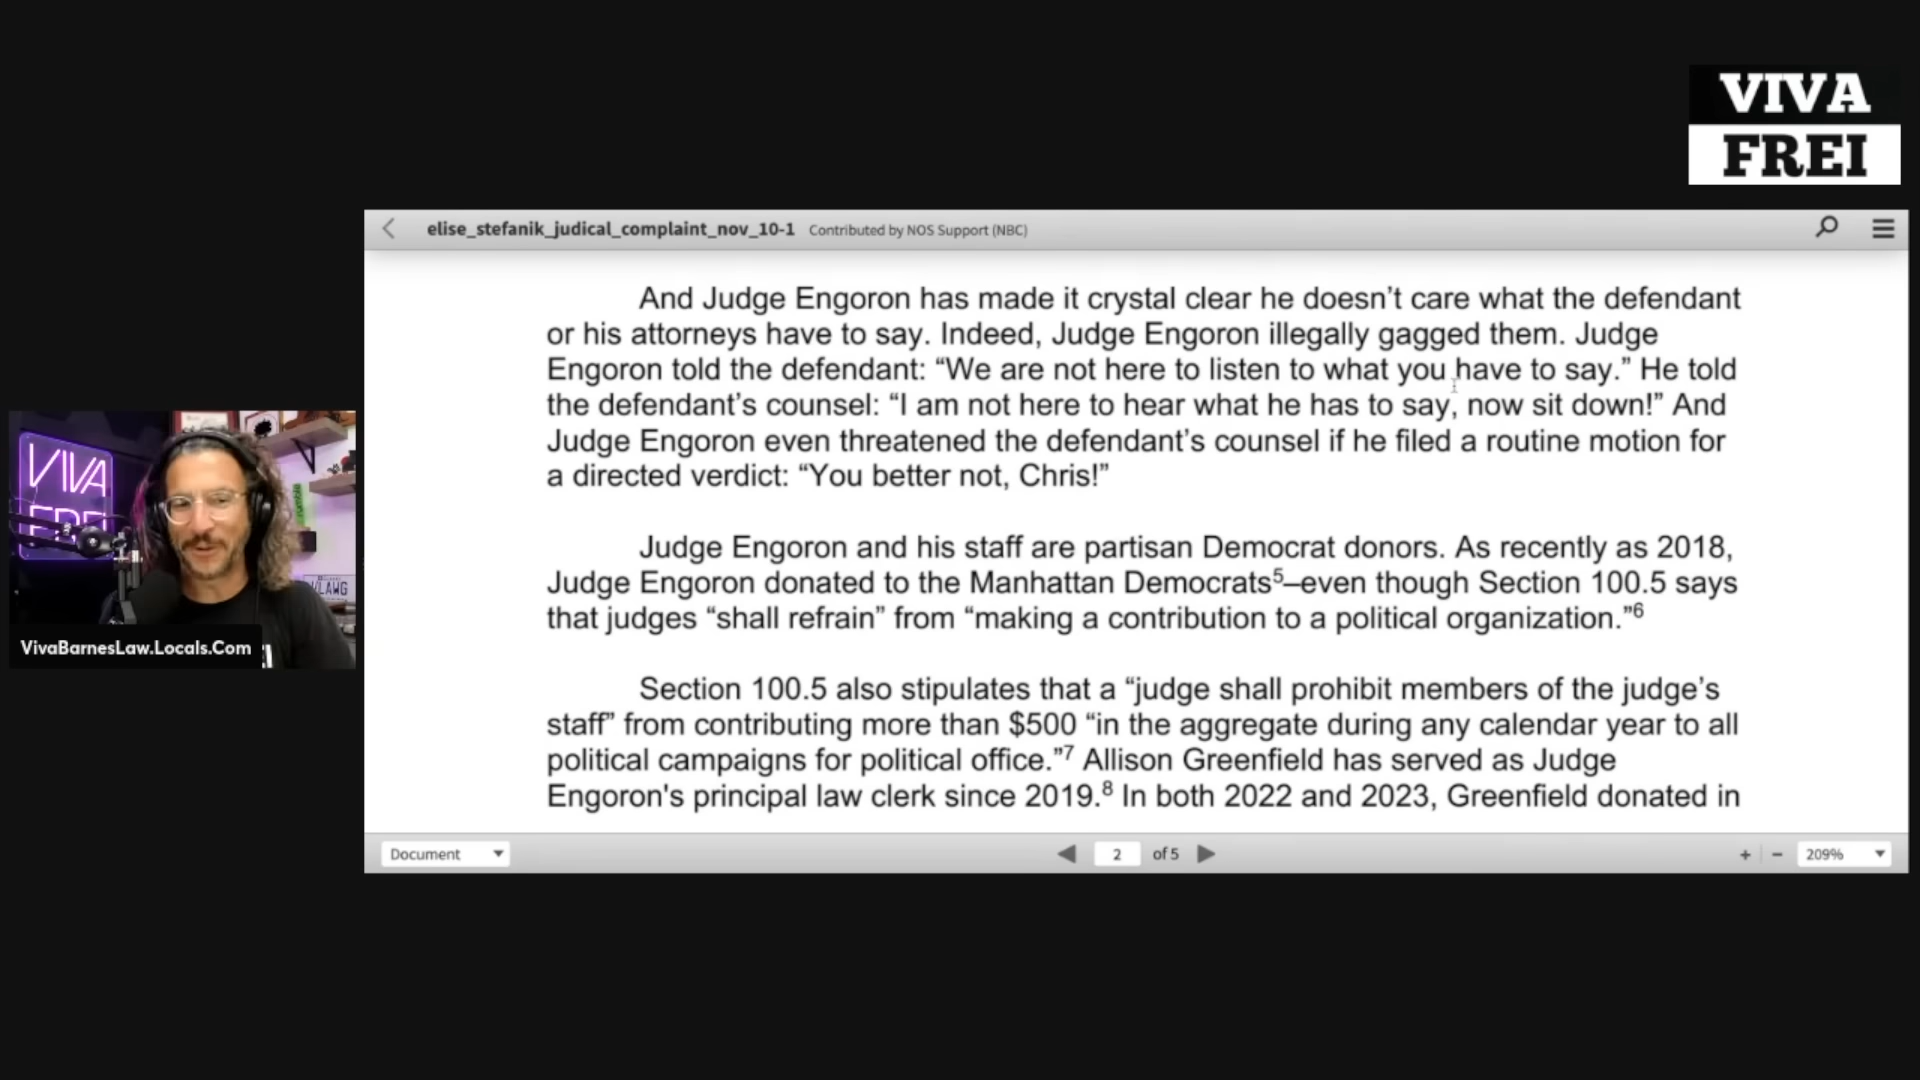 VIVA
FREI
elise_stefanik_judical_complaint_nov_10-1 Contributed by NOS Support (NBC)
And Judge Engoron has made it crystal clear he doesn’t care what the defendant
or his attorneys have to say. Indeed, Judge Engoron illegally gagged them. Judge
Engoron told the defendant: “We are not here to listen to what you have to say.” He told
the defendant’s counsel: “I am not here to hear what he has to say, now sit down!” And
Judge Engoron even threatened the defendant’s counsel if he filed a routine motion for
a directed verdict: “You better not, Chris!”
Judge Engoron and his staff are partisan Democrat donors. As recently as 2018,
Judge Engoron donated to the Manhattan Democrats5–even though Section 100.5 says
that judges “shall refrain” from “making a contribution to a political organization.”6
Section 100.5 also stipulates that a “judge shall prohibit members of the judge’s
staff” from contributing more than $500 “in the aggregate during any calendar year to all
political campaigns for political office.”7 Allison Greenfield has served as Judge
Engoron's principal law clerk since 2019.8 In both 2022 and 2023, Greenfield donated in
Document 2 of 5 + – 209%
VIVA
VivaBarnesLaw.Locals.Com